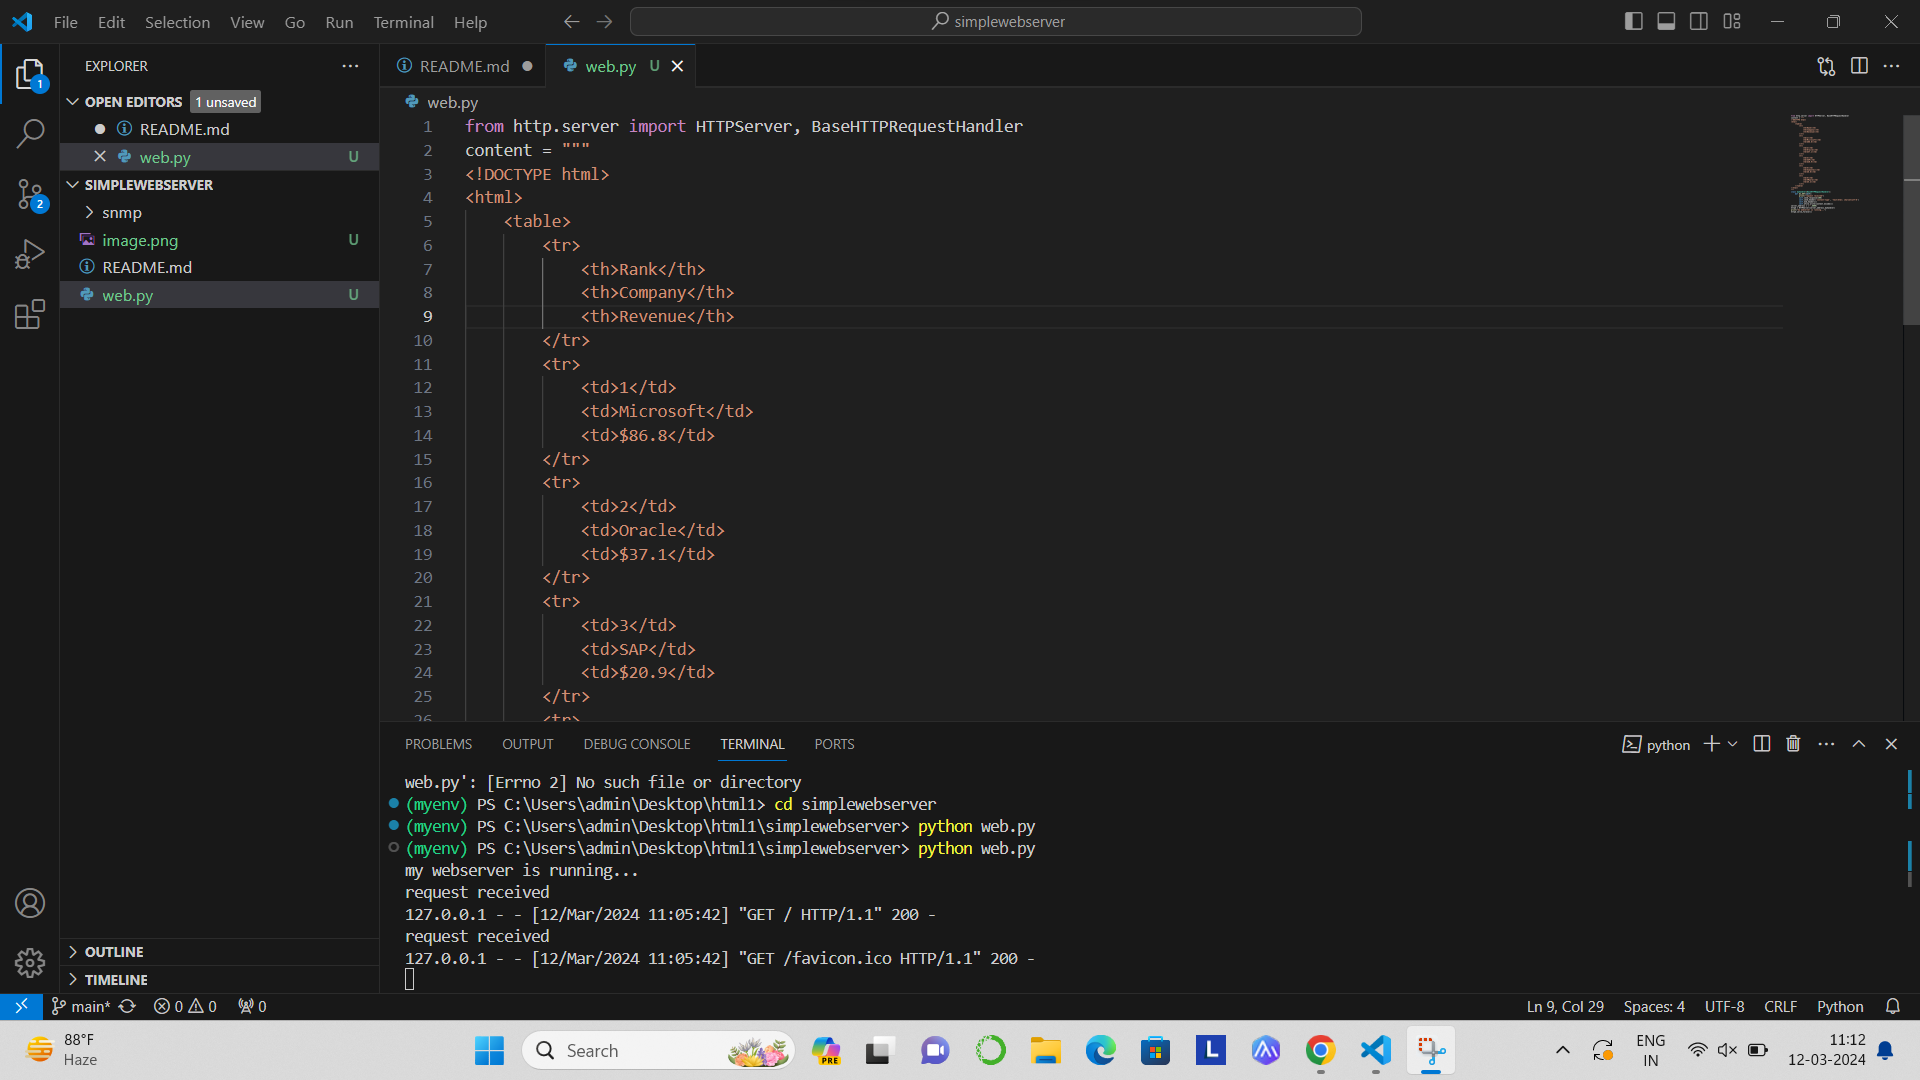 File Edit Selection View Go Run Terminal Help
simplewebserver
EXPLORER
OPEN EDITORS 1 unsaved
README.md
web.py U
SIMPLEWEBSERVER
snmp
image.png U
README.md
web.py U
OUTLINE
TIMELINE
1
2
README.md
web.py U
web.py
1 from http.server import HTTPServer, BaseHTTPRequestHandler
2 content = """
3 <!DOCTYPE html>
4 <html>
5 <table>
6 <tr>
7 <th>Rank</th>
8 <th>Company</th>
9 <th>Revenue</th>
10 </tr>
11 <tr>
12 <td>1</td>
13 <td>Microsoft</td>
14 <td>$86.8</td>
15 </tr>
16 <tr>
17 <td>2</td>
18 <td>Oracle</td>
19 <td>$37.1</td>
20 </tr>
21 <tr>
22 <td>3</td>
23 <td>SAP</td>
24 <td>$20.9</td>
25 </tr>
26 <tr>
PROBLEMS OUTPUT DEBUG CONSOLE TERMINAL PORTS
python
web.py': [Errno 2] No such file or directory
(myenv) PS C:\Users\admin\Desktop\html1> cd simplewebserver
(myenv) PS C:\Users\admin\Desktop\html1\simplewebserver> python web.py
(myenv) PS C:\Users\admin\Desktop\html1\simplewebserver> python web.py
my webserver is running...
request received
127.0.0.1 - - [12/Mar/2024 11:05:42] "GET / HTTP/1.1" 200 -
request received
127.0.0.1 - - [12/Mar/2024 11:05:42] "GET /favicon.ico HTTP/1.1" 200 -
main* 0 0 0
Ln 9, Col 29 Spaces: 4 UTF-8 CRLF Python
88°F
Haze
Search
PRE
L
ENG
IN
11:12
12-03-2024